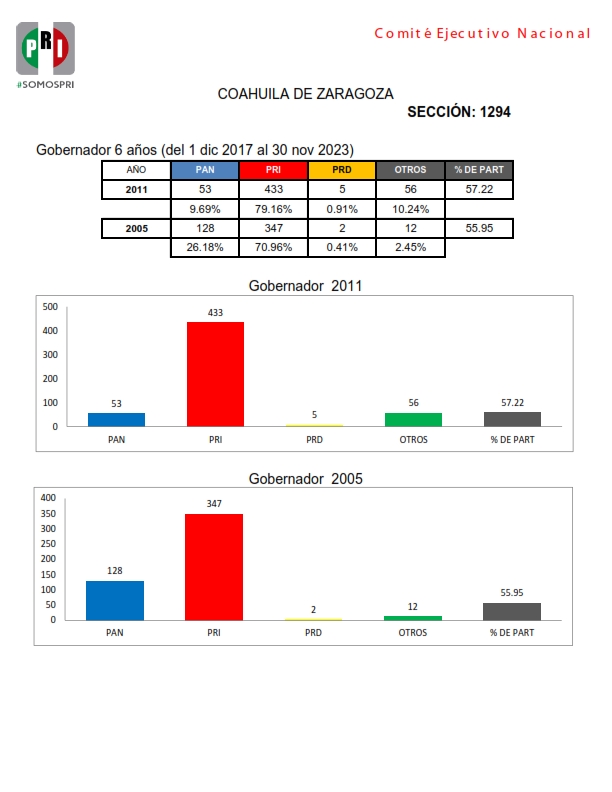 PRI
#SOMOSPRI
Comité Ejecutivo Nacional
COAHUILA DE ZARAGOZA
SECCIÓN: 1294
Gobernador 6 años (del 1 dic 2017 al 30 nov 2023)
AÑO PAN PRI PRD OTROS % DE PART
2011 53 433 5 56 57.22
9.69% 79.16% 0.91% 10.24%
2005 128 347 2 12 55.95
26.18% 70.96% 0.41% 2.45%
Gobernador 2011
500
400
300
200
100
0
53 433 5 56 57.22
PAN PRI PRD OTROS % DE PART
Gobernador 2005
400
350
300
250
200
150
100
50
0
128 347 2 12 55.95
PAN PRI PRD OTROS % DE PART